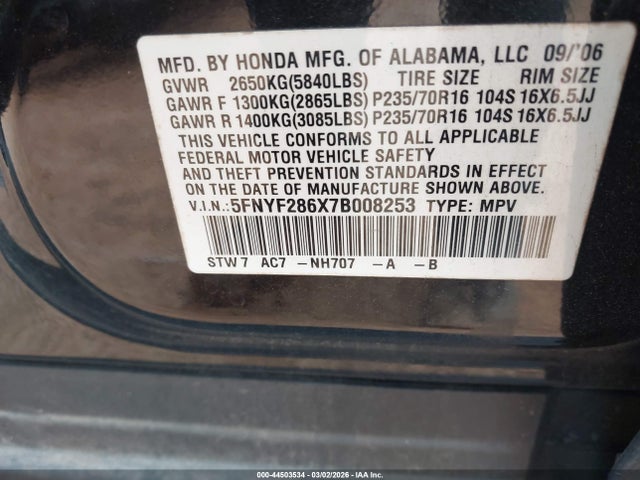 MFD. BY HONDA MFG. OF ALABAMA, LLC 09/'06
GVWR 2650KG(5840LBS) TIRE SIZE RIM SIZE
GAWR F 1300KG(2865LBS) P235/70R16 104S 16X6.5JJ
GAWR R 1400KG(3085LBS) P235/70R16 104S 16X6.5JJ
THIS VEHICLE CONFORMS TO ALL APPLICABLE
FEDERAL MOTOR VEHICLE SAFETY
AND THEFT PREVENTION STANDARDS IN EFFECT
ON THE DATE OF MANUFACTURE SHOWN ABOVE.
V.I.N.:5FNYF286X7B008253 TYPE: MPV
STW7 AC7 -NH707 -A -B
000-44503534 | 03/02/2026 | IAA Inc.